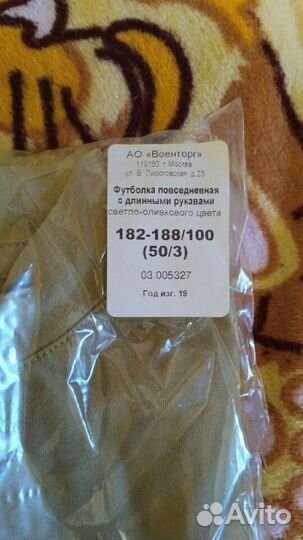 АО «Военторг»
119160, г.Москва
ул. Б. Пироговская, д.23
Футболка повседневная
с длинными рукавами
светло-оливкового цвета
182-188/100
(50/3)
03.005327
Год изг. 19
Avito